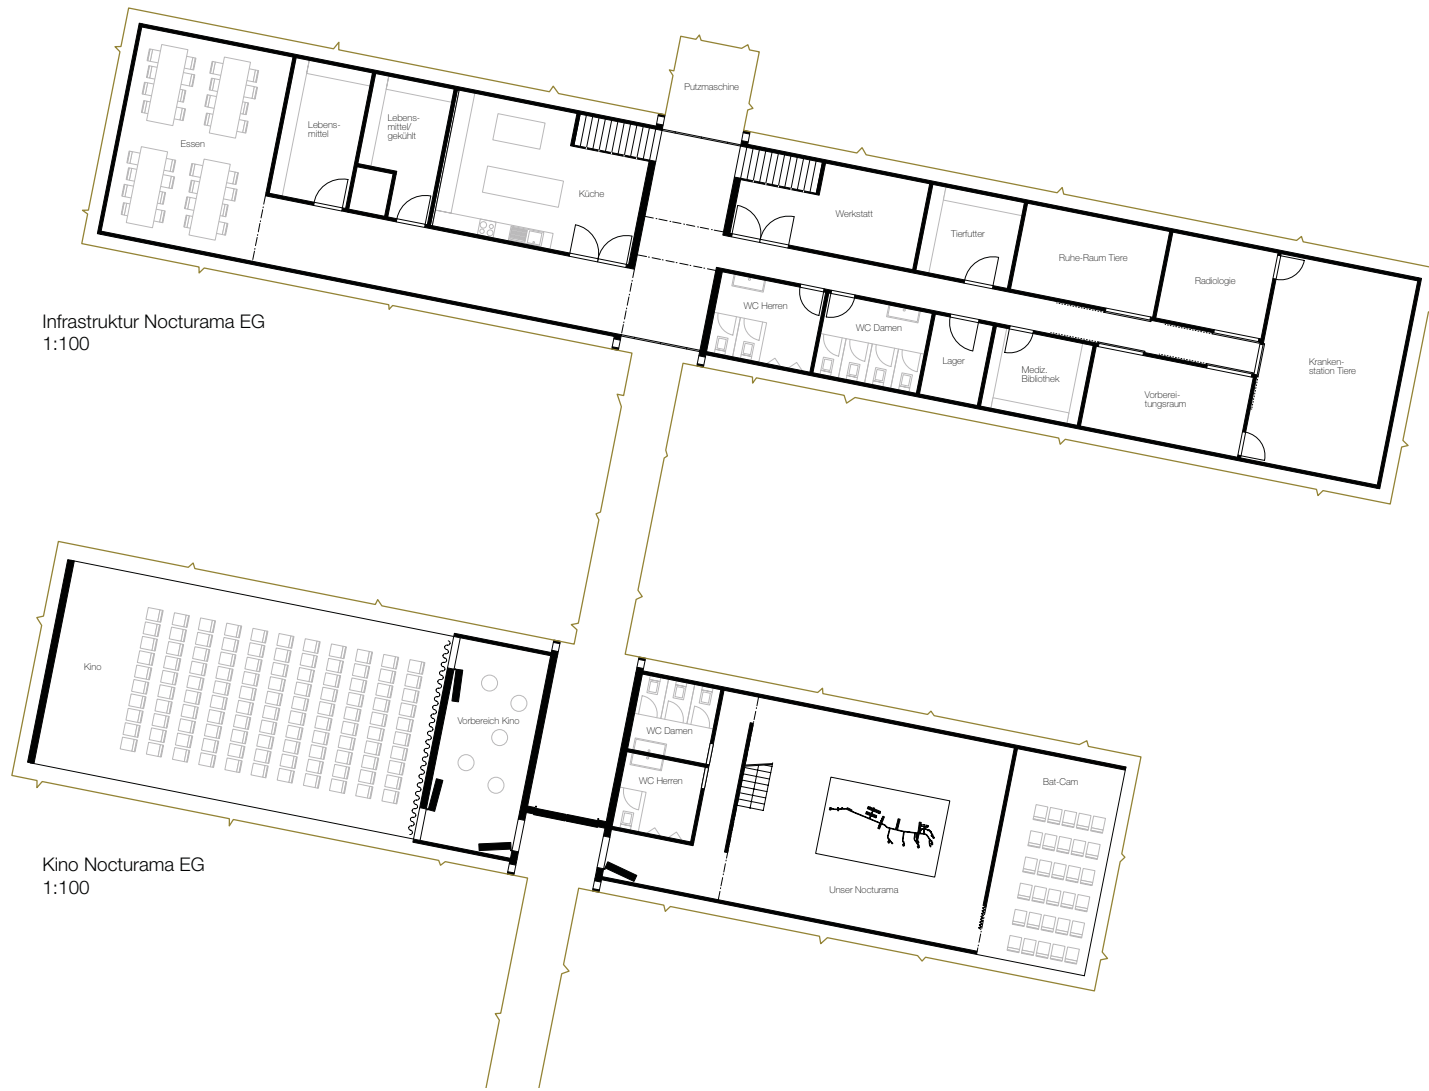 Putzmaschine
Essen
Lebens-
mittel
Lebens-
mittel/
gekühlt
Küche
Werkstatt
Tierfutter
Ruhe-Raum Tiere
Radiologie
Kranken-
station Tiere
WC Herren
WC Damen
Lager
Mediz.
Bibliothek
Vorberei-
tungsraum
Infrastruktur Nocturama EG
1:100
Kino
Vorbereich Kino
WC Damen
WC Herren
Bat-Cam
Unser Nocturama
Kino Nocturama EG
1:100